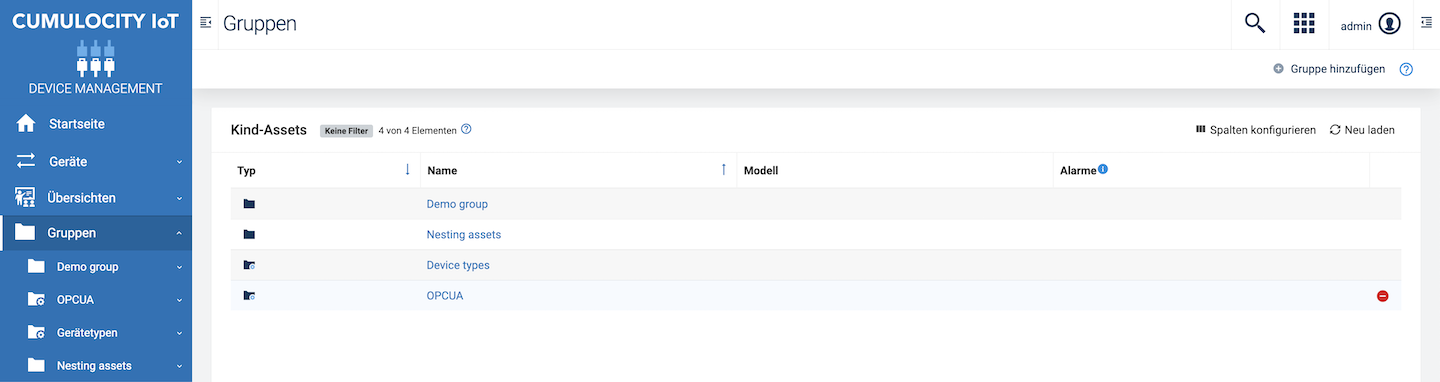 CUMULOCITY IoT
DEVICE MANAGEMENT
Startseite
Geräte
Übersichten
Gruppen
Demo group
OPCUA
Gerätetypen
Nesting assets
Gruppen
admin
Gruppe hinzufügen
Kind-Assets Keine Filter 4 von 4 Elementen
Spalten konfigurieren Neu laden
Typ Name Modell Alarme
Demo group
Nesting assets
Device types
OPCUA